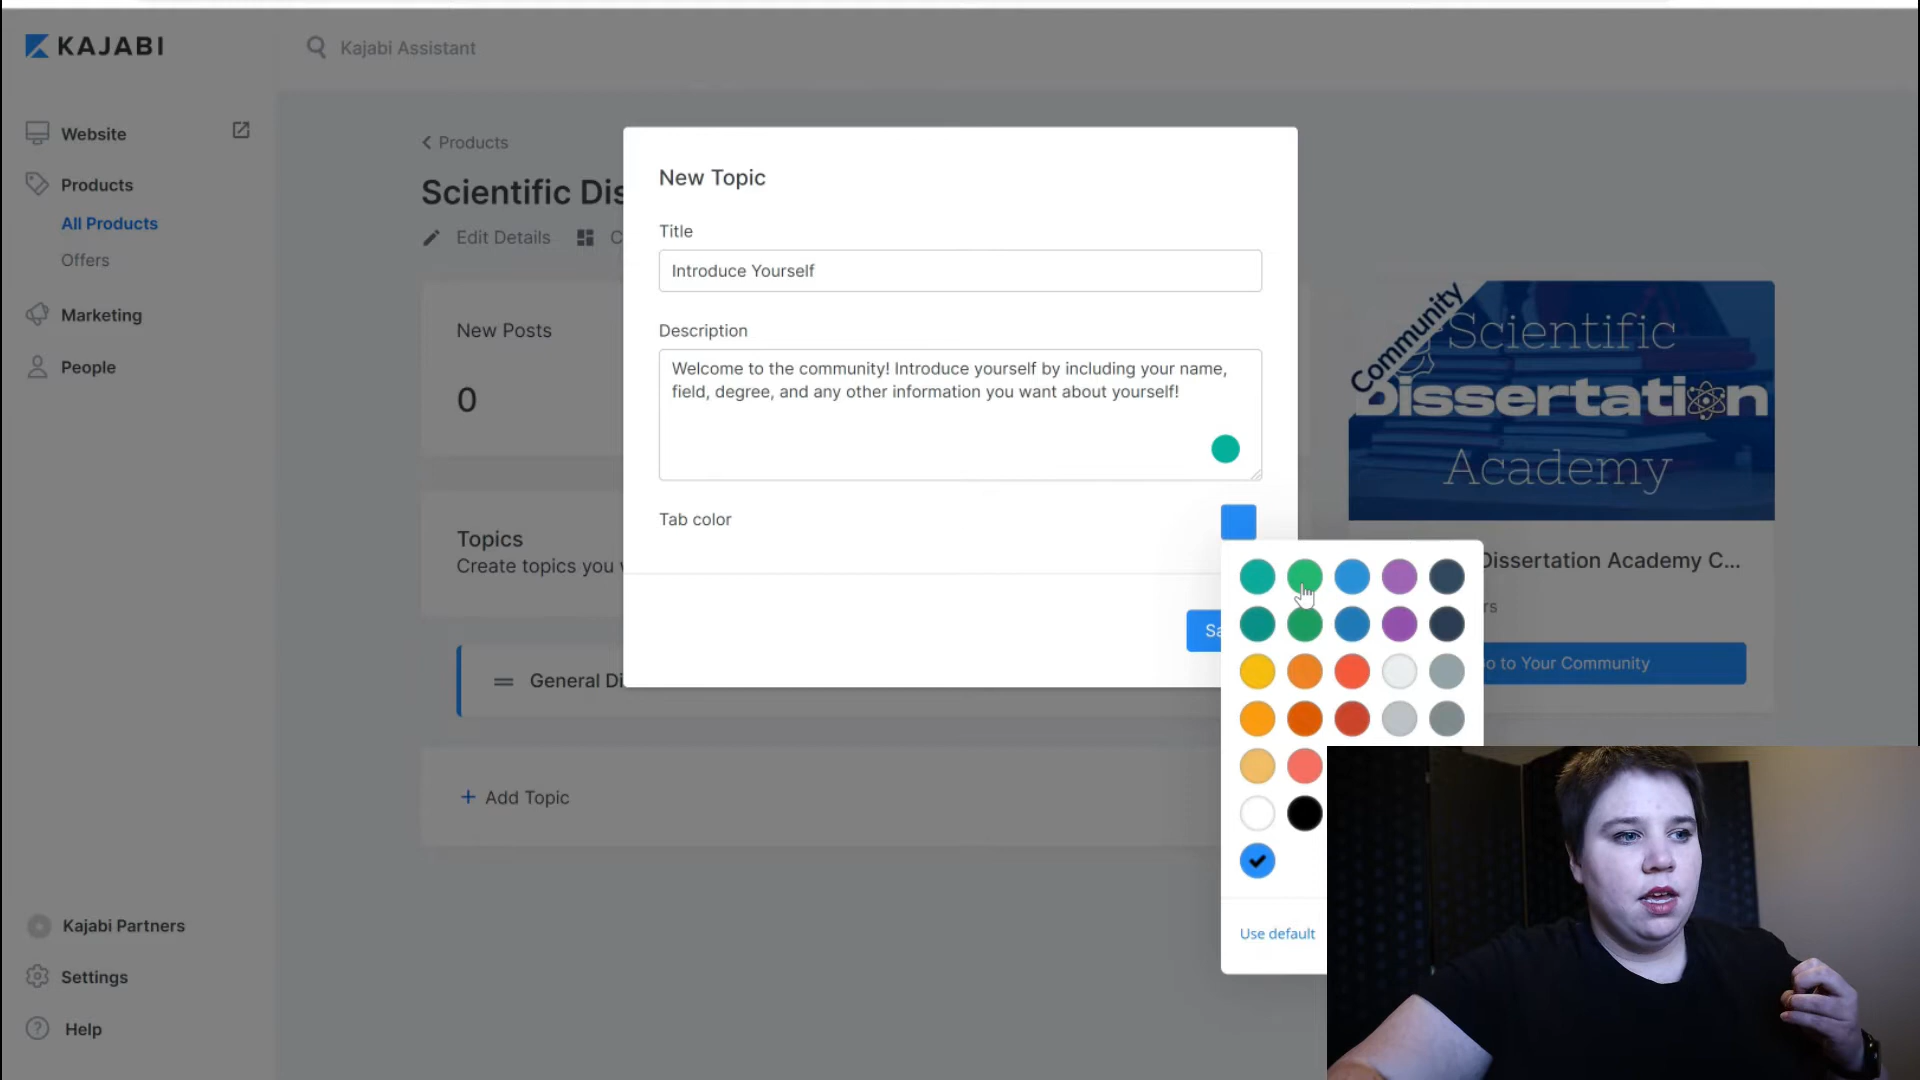 KAJABI
Kajabi Assistant
Website
Products
All Products
Offers
Marketing
People
Kajabi Partners
Settings
Help
Products
Scientific Dis
Edit Details
C
New Posts
0
Topics
Create topics you
General Di
+ Add Topic
New Topic
Title
Introduce Yourself
Description
Welcome to the community! Introduce yourself by including your name,
field, degree, and any other information you want about yourself!
Tab color
Sa
Use default
Community
Scientific
Dissertation
Academy
Dissertation Academy C...
rs
to Your Community